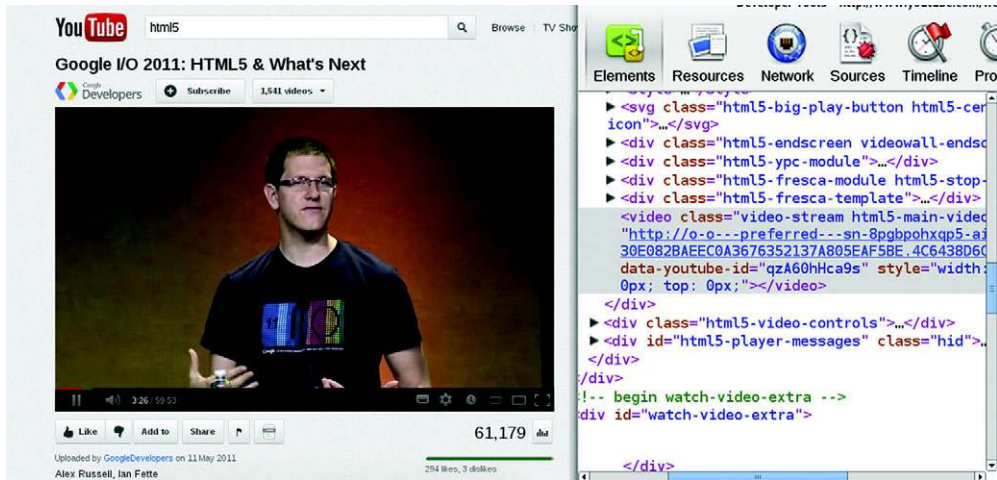 YouTube
html5
Browse
TV Sho
Google I/O 2011: HTML5 & What's Next
Google
Developers
Subscribe
1,541 videos
3:26 / 59:53
Like
Add to
Share
61,179
Uploaded by GoogleDevelopers on 11 May 2011
294 likes, 3 dislikes
Alex Russell, Ian Fette
Elements
Resources
Network
Sources
Timeline
Pro
<svg class="html5-big-play-button html5-cen
icon">…</svg>
<div class="html5-endscreen videowall-endsc
<div class="html5-ypc-module">…</div>
<div class="html5-fresca-module html5-stop-
<div class="html5-fresca-template">…</div>
<video class="video-stream html5-main-video
"http://o-o---preferred---sn-8pgbpohxqp5-ai
30E082BAEEC0A3676352137A805EAF5BE.4C6438D6C
data-youtube-id="qzA60hHca9s" style="width:
0px; top: 0px;"></video>
</div>
<div class="html5-video-controls">…</div>
<div id="html5-player-messages" class="hid">…
</div>
/div>
!-- begin watch-video-extra -->
div id="watch-video-extra">
</div>